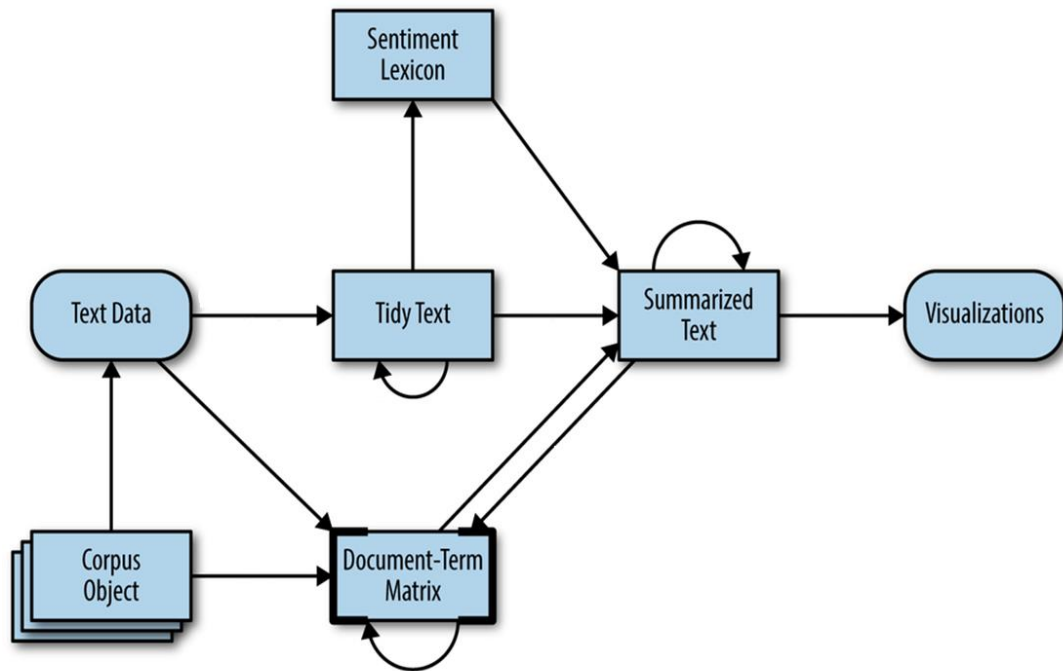 Sentiment
Lexicon
Text Data
Tidy Text
Summarized
Text
Visualizations
Corpus
Object
Document-Term
Matrix